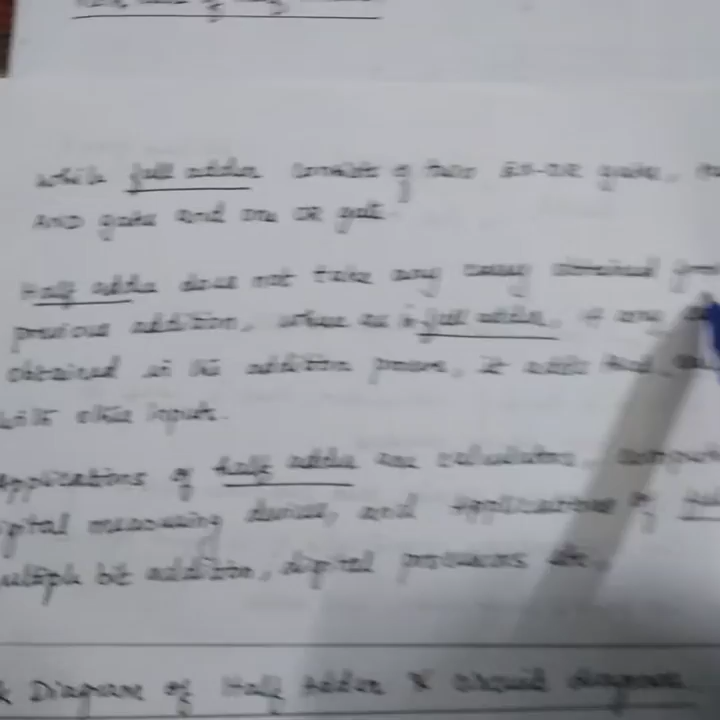 while full adder consists of two EX-OR gates,
AND gates and one OR gate.
Half adder does not take any carry obtained from
previous addition, where as in full adder, if any
obtained in the addition process, it adds that
with other inputs.
applications of half adder are calculators,
digital measuring devices, and applications of
multiple bit addition, digital processors etc.
Diagram of Half Adder & circuit diagram